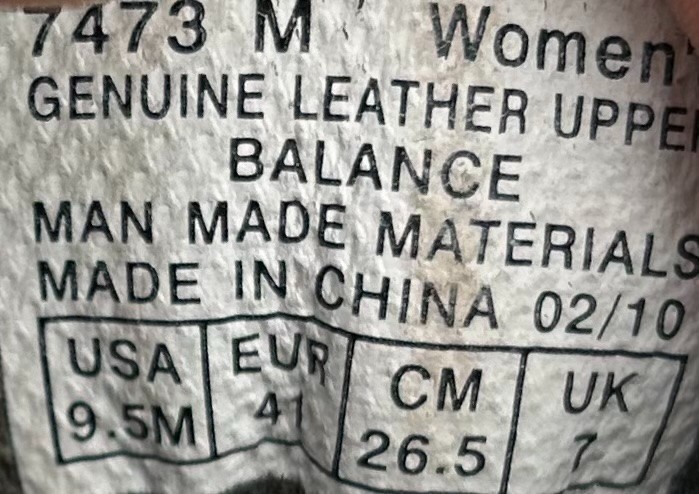 7473 M Women'
GENUINE LEATHER UPPE
BALANCE
MAN MADE MATERIALS
MADE IN CHINA 02/10
USA EUR CM UK
9.5M 41 26.5 7